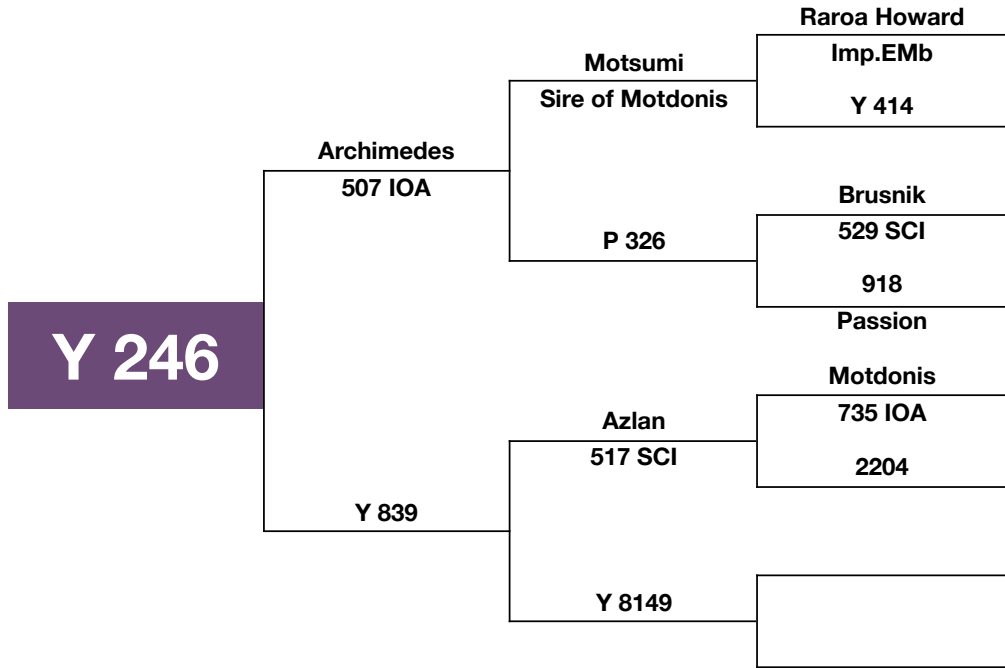 Raroa Howard
Imp.EMb
Motsumi
Sire of Motdonis
Y 414
Archimedes
507 IOA
Brusnik
529 SCI
P 326
918
Passion
Y 246
Motdonis
735 IOA
Azlan
517 SCI
2204
Y 839
Y 8149